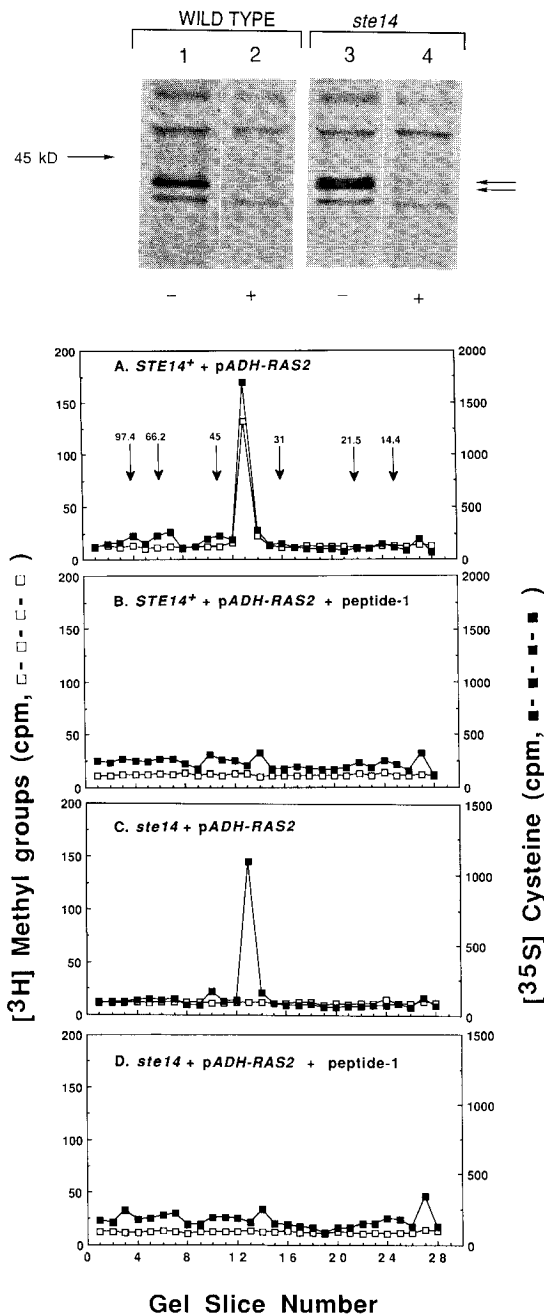 WILD TYPE ste14
1 2 3 4
45 kD
- + - +
200 2000
A. STE14+ + pADH-RAS2
150 1500
97.4 66.2 45 31 21.5 14.4
100 1000
50 500
0 0
200 2000
B. STE14+ + pADH-RAS2 + peptide-1
150 1500
100 1000
50 500
0 0
200 1500
C. ste14 + pADH-RAS2
150
1000
100
500
50
0 0
200 1500
D. ste14 + pADH-RAS2 + peptide-1
150
1000
100
500
50
0 0
0 4 8 12 16 20 24 28
Gel Slice Number
[3H] Methyl groups (cpm, □-□-□-□ )
[35S] Cysteine (cpm, ■-■-■-■ )